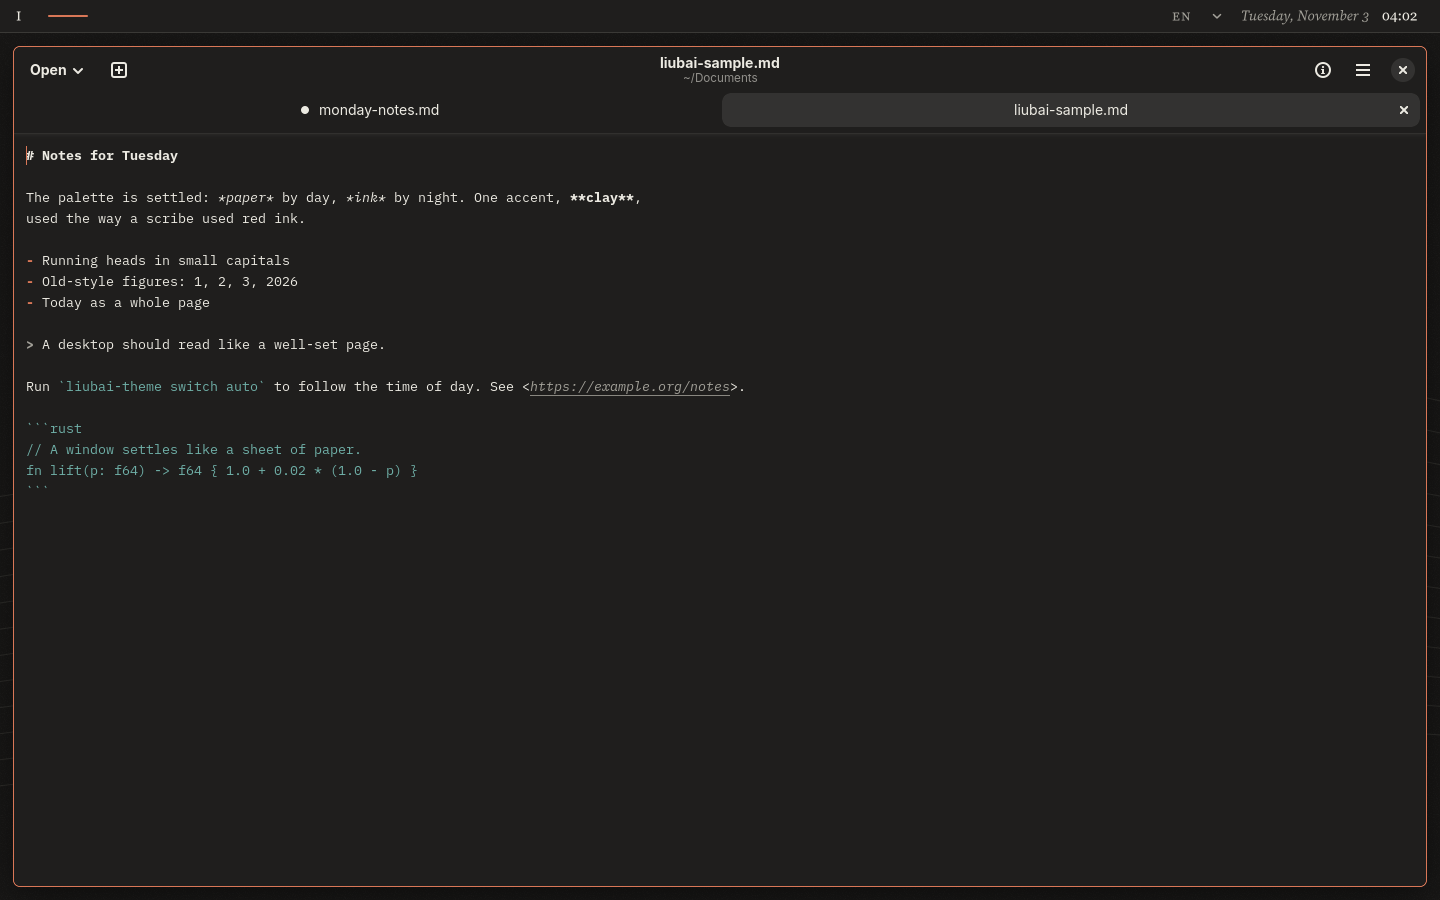 I
EN
Tuesday, November 3
04:02
Open
liubai-sample.md
~/Documents
monday-notes.md
liubai-sample.md
# Notes for Tuesday
The palette is settled: *paper* by day, *ink* by night. One accent, **clay**,
used the way a scribe used red ink.
- Running heads in small capitals
- Old-style figures: 1, 2, 3, 2026
- Today as a whole page
> A desktop should read like a well-set page.
Run `liubai-theme switch auto` to follow the time of day. See <https://example.org/notes>.
```rust
// A window settles like a sheet of paper.
fn lift(p: f64) -> f64 { 1.0 + 0.02 * (1.0 - p) }
```